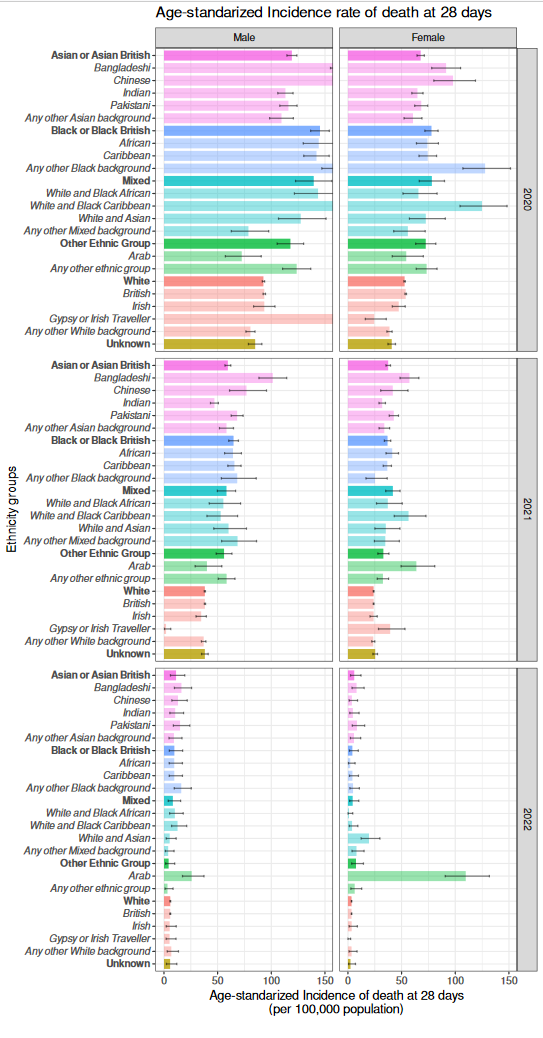 Age-standarized Incidence rate of death at 28 days
Male
Female
Ethnicity groups
Asian or Asian British
Bangladeshi
Chinese
Indian
Pakistani
Any other Asian background
Black or Black British
African
Caribbean
Any other Black background
Mixed
White and Black African
White and Black Caribbean
White and Asian
Any other Mixed background
Other Ethnic Group
Arab
Any other ethnic group
White
British
Irish
Gypsy or Irish Traveller
Any other White background
Unknown
2020
Asian or Asian British
Bangladeshi
Chinese
Indian
Pakistani
Any other Asian background
Black or Black British
African
Caribbean
Any other Black background
Mixed
White and Black African
White and Black Caribbean
White and Asian
Any other Mixed background
Other Ethnic Group
Arab
Any other ethnic group
White
British
Irish
Gypsy or Irish Traveller
Any other White background
Unknown
2021
Asian or Asian British
Bangladeshi
Chinese
Indian
Pakistani
Any other Asian background
Black or Black British
African
Caribbean
Any other Black background
Mixed
White and Black African
White and Black Caribbean
White and Asian
Any other Mixed background
Other Ethnic Group
Arab
Any other ethnic group
White
British
Irish
Gypsy or Irish Traveller
Any other White background
Unknown
2022
0 50 100 150 0 50 100 150
Age-standarized Incidence of death at 28 days
(per 100,000 population)